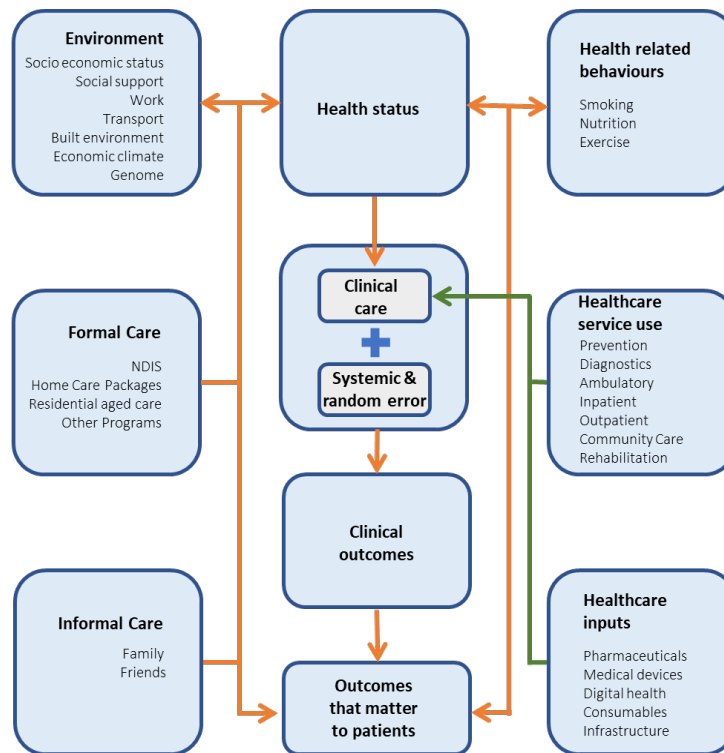 Environment
Socio economic status
Social support
Work
Transport
Built environment
Economic climate
Genome
Health status
Health related
behaviours
Smoking
Nutrition
Exercise
Formal Care
NDIS
Home Care Packages
Residential aged care
Other Programs
Clinical
care
Systemic &
random error
Healthcare
service use
Prevention
Diagnostics
Ambulatory
Inpatient
Outpatient
Community Care
Rehabilitation
Clinical
outcomes
Informal Care
Family
Friends
Outcomes
that matter
to patients
Healthcare
inputs
Pharmaceuticals
Medical devices
Digital health
Consumables
Infrastructure